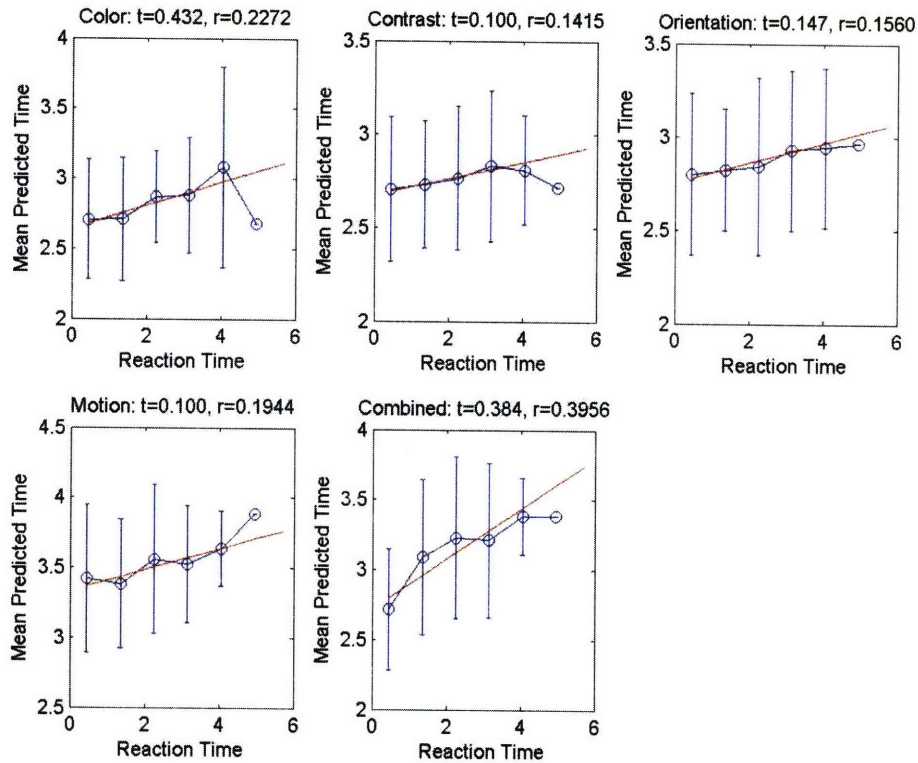 Color: t=0.432, r=0.2272
Mean Predicted Time
4
3.5
3
2.5
2
0 2 4 6
Reaction Time
Contrast: t=0.100, r=0.1415
Mean Predicted Time
3.5
3
2.5
2
0 2 4 6
Reaction Time
Orientation: t=0.147, r=0.1560
Mean Predicted Time
3.5
3
2.5
2
0 2 4 6
Reaction Time
Motion: t=0.100, r=0.1944
Mean Predicted Time
4.5
4
3.5
3
2.5
0 2 4 6
Reaction Time
Combined: t=0.384, r=0.3956
Mean Predicted Time
4
3.5
3
2.5
2
0 2 4 6
Reaction Time